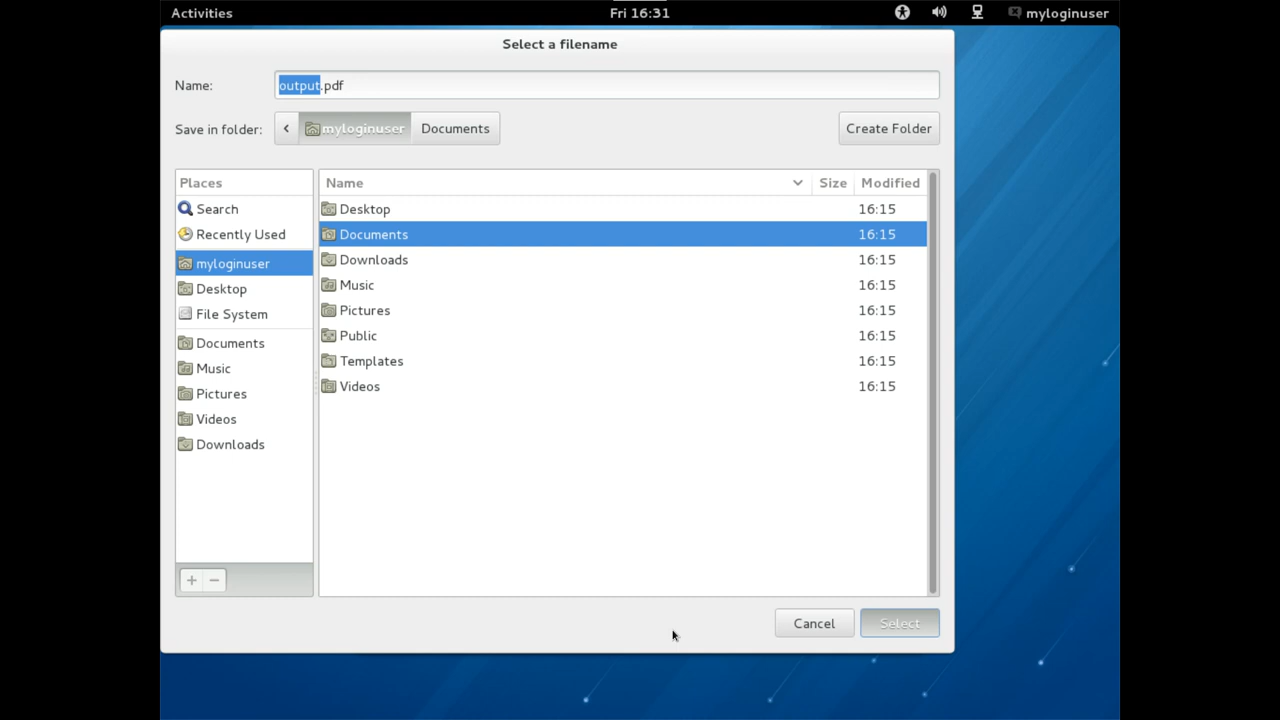 Activities Fri 16:31 myloginuser
Select a filename
Name: output.pdf
Save in folder: myloginuser Documents Create Folder
Places Name Size Modified
Search Desktop 16:15
Recently Used Documents 16:15
myloginuser Downloads 16:15
Desktop Music 16:15
File System Pictures 16:15
Documents Public 16:15
Music Templates 16:15
Pictures Videos 16:15
Videos
Downloads
Cancel Select